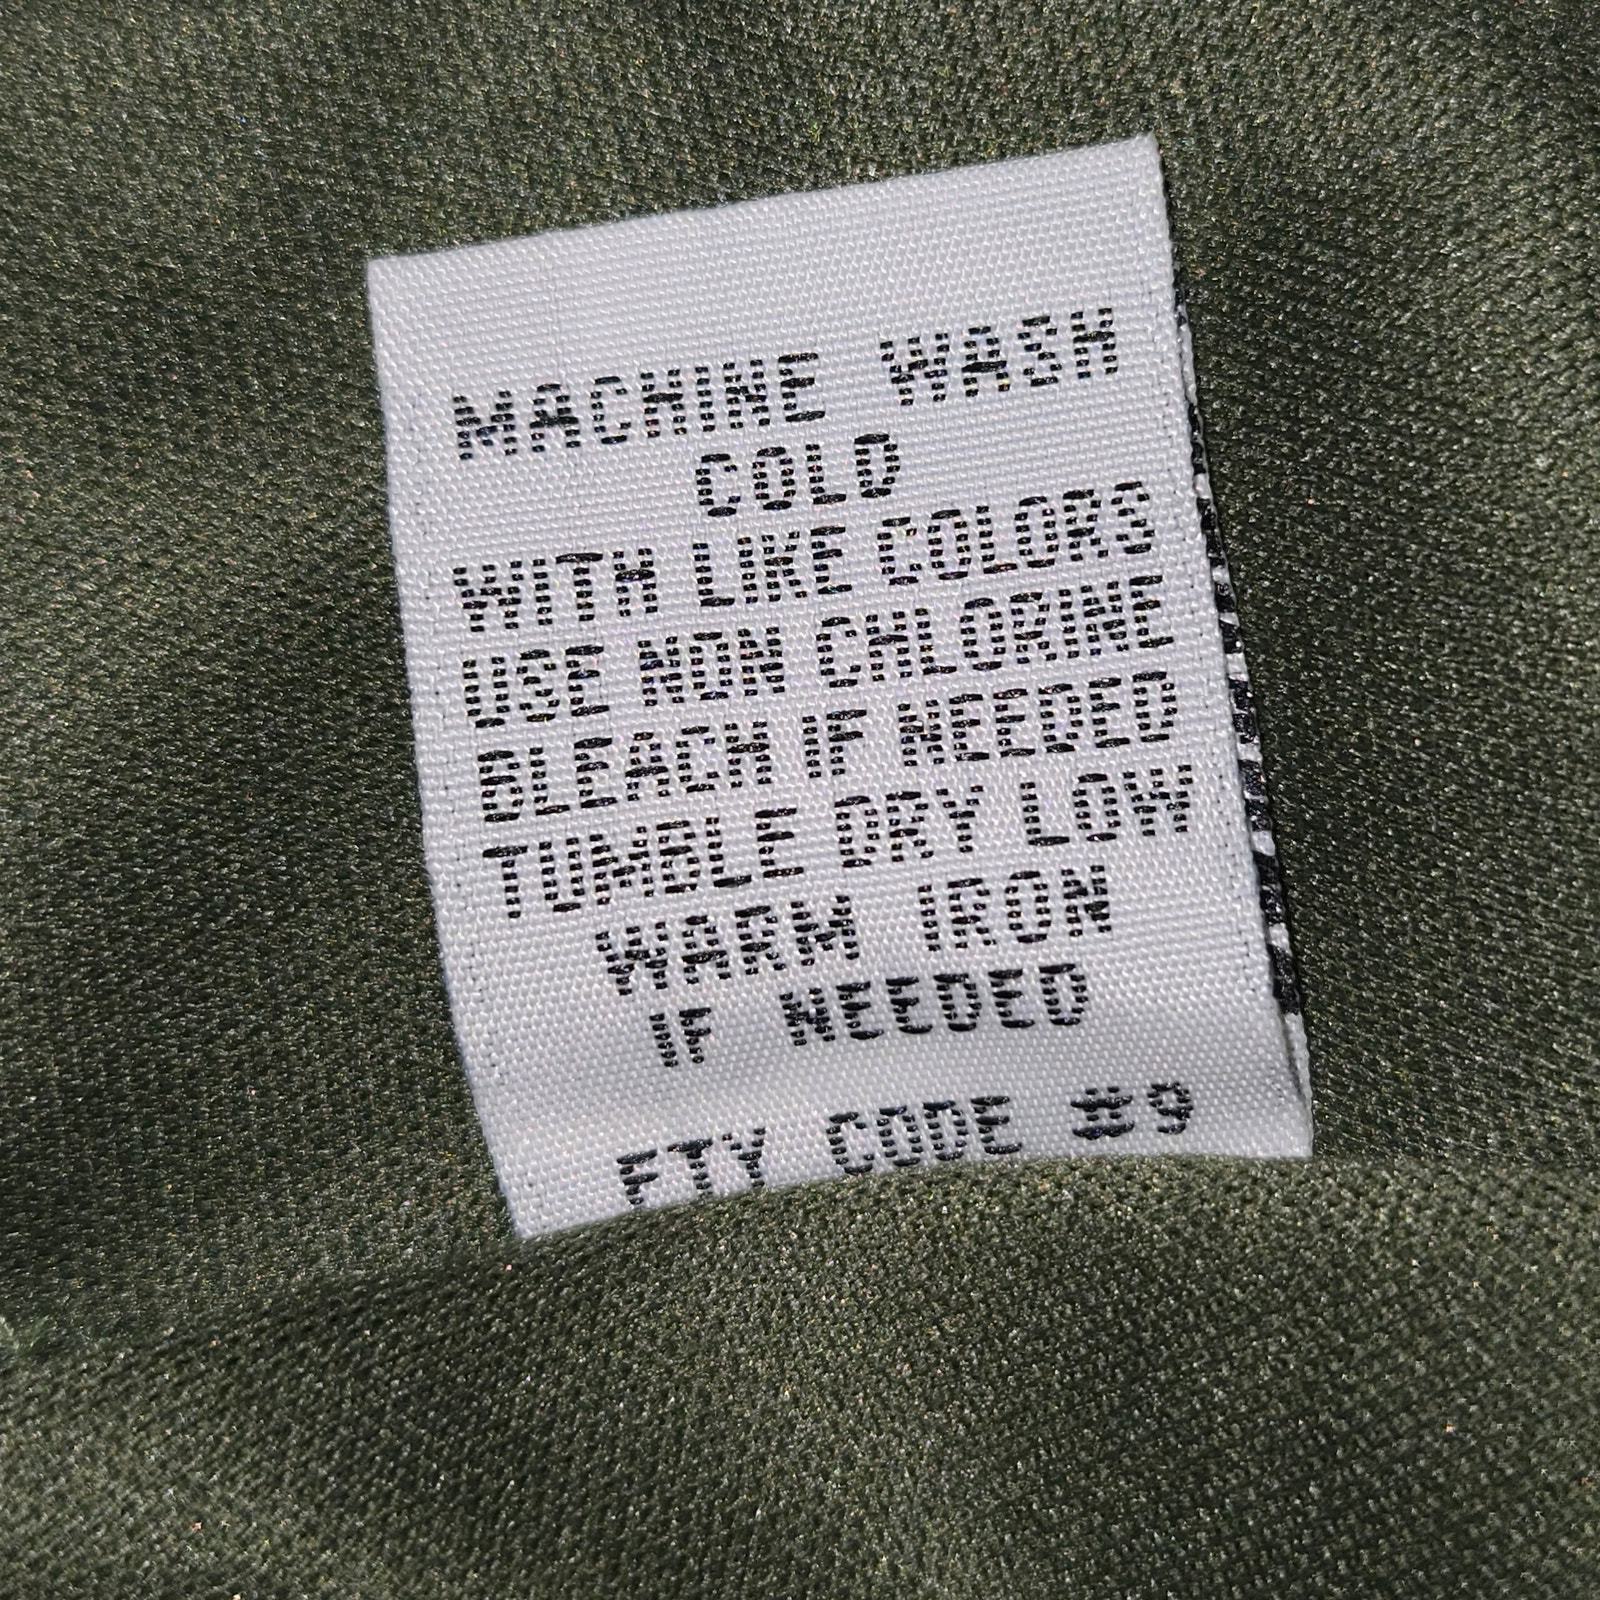 MACHINE WASH
COLD
WITH LIKE COLORS
USE NON CHLORINE
BLEACH IF NEEDED
TUMBLE DRY LOW
WARM IRON
IF NEEDED
FTY CODE #9